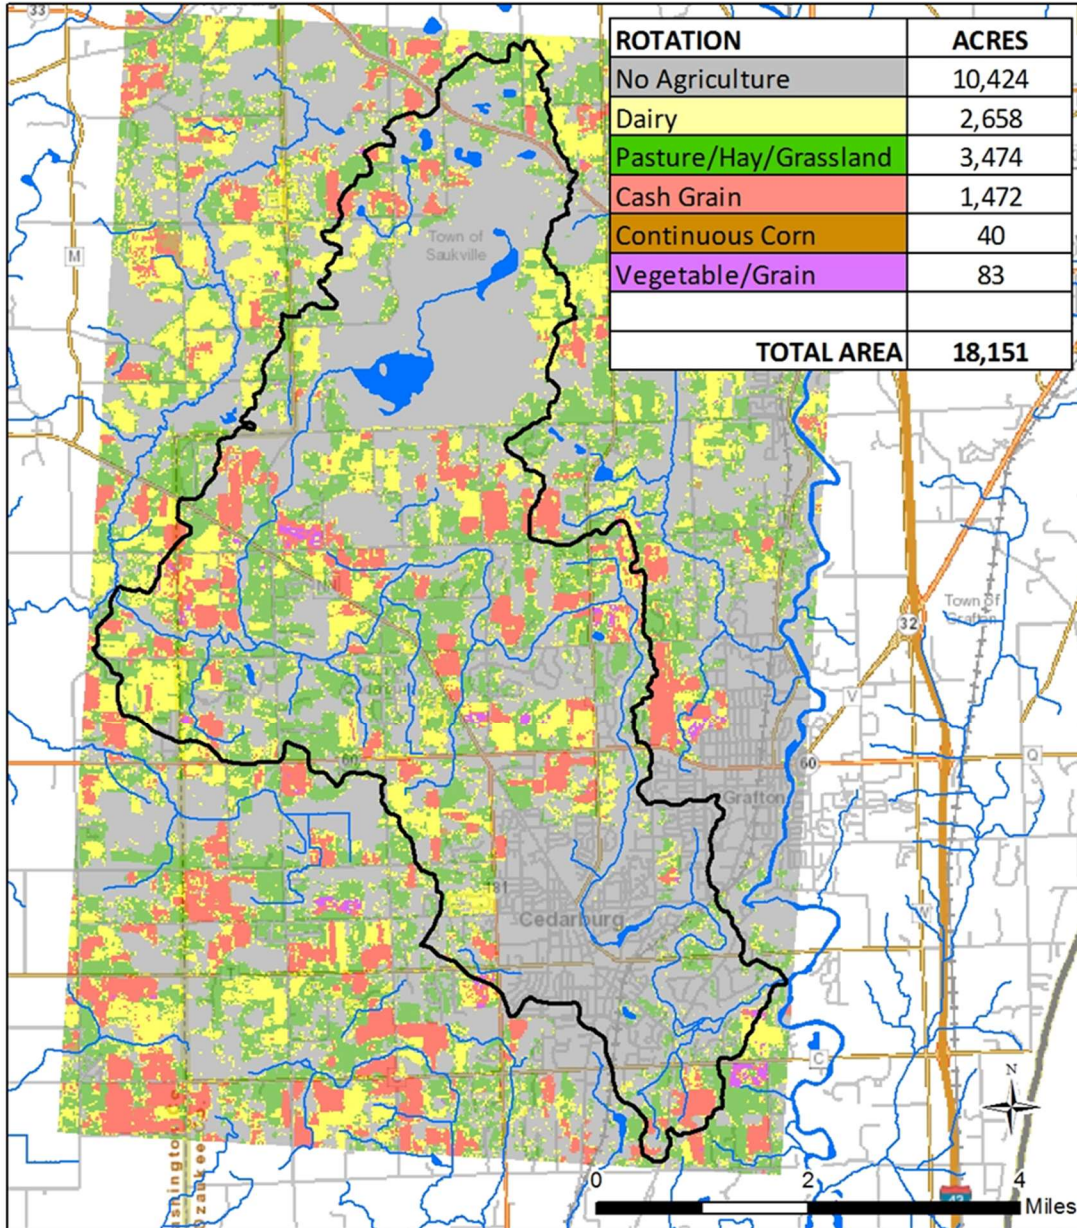 33
ROTATION ACRES
No Agriculture 10,424
Dairy 2,658
Pasture/Hay/Grassland 3,474
Cash Grain 1,472
Continuous Corn 40
Vegetable/Grain 83
TOTAL AREA 18,151
M
Town of
Saukville
Town of
Grafton
32
V
60
60
Q
Grafton
181
Cedarburg
W
C
N
0 2 4
Miles
43